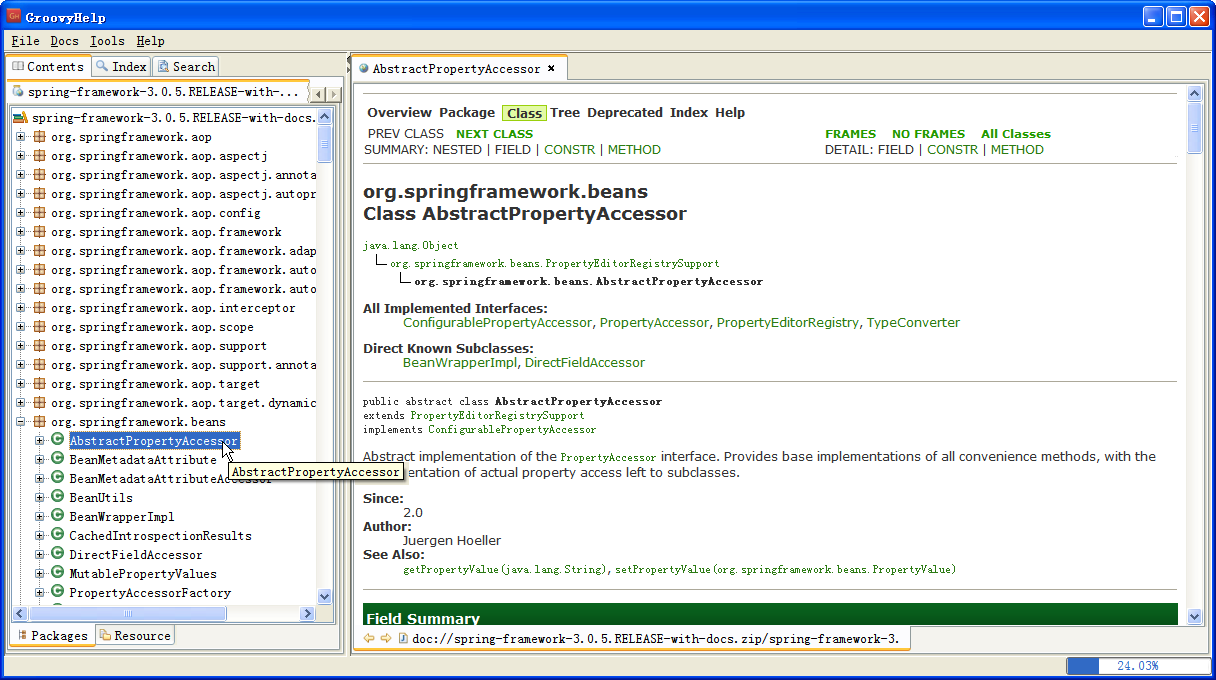 GroovyHelp
File Docs Iools Help
Contents Index Search
spring-framework-3.0.5.RELEASE-with-...
spring-framework-3.0.5.RELEASE-with-docs.
org.springframework.aop
org.springframework.aop.aspectj
org.springframework.aop.aspectj.annota
org.springframework.aop.aspectj.autopr
org.springframework.aop.config
org.springframework.aop.framework
org.springframework.aop.framework.adap
org.springframework.aop.framework.auto
org.springframework.aop.framework.auto
org.springframework.aop.interceptor
org.springframework.aop.scope
org.springframework.aop.support
org.springframework.aop.support.annota
org.springframework.aop.target
org.springframework.aop.target.dynamic
org.springframework.beans
AbstractPropertyAccessor
BeanMetadataAttribute
AbstractPropertyAccessor
BeanMetadataAttributeAccessor
BeanUtils
BeanWrapperImpl
CachedIntrospectionResults
DirectFieldAccessor
MutablePropertyValues
PropertyAccessorFactory
Packages Resource
AbstractPropertyAccessor
Overview Package Class Tree Deprecated Index Help
PREV CLASS NEXT CLASS
FRAMES NO FRAMES All Classes
SUMMARY: NESTED | FIELD | CONSTR | METHOD
DETAIL: FIELD | CONSTR | METHOD
org.springframework.beans
Class AbstractPropertyAccessor
java.lang.Object
org.springframework.beans.PropertyEditorRegistrySupport
org.springframework.beans.AbstractPropertyAccessor
All Implemented Interfaces:
ConfigurablePropertyAccessor, PropertyAccessor, PropertyEditorRegistry, TypeConverter
Direct Known Subclasses:
BeanWrapperImpl, DirectFieldAccessor
public abstract class AbstractPropertyAccessor
extends PropertyEditorRegistrySupport
implements ConfigurablePropertyAccessor
Abstract implementation of the PropertyAccessor interface. Provides base implementations of all convenience methods, with the
entation of actual property access left to subclasses.
Since:
2.0
Author:
Juergen Hoeller
See Also:
getPropertyValue(java.lang.String), setPropertyValue(org.springframework.beans.PropertyValue)
Field Summary
doc://spring-framework-3.0.5.RELEASE-with-docs.zip/spring-framework-3.
24.03%